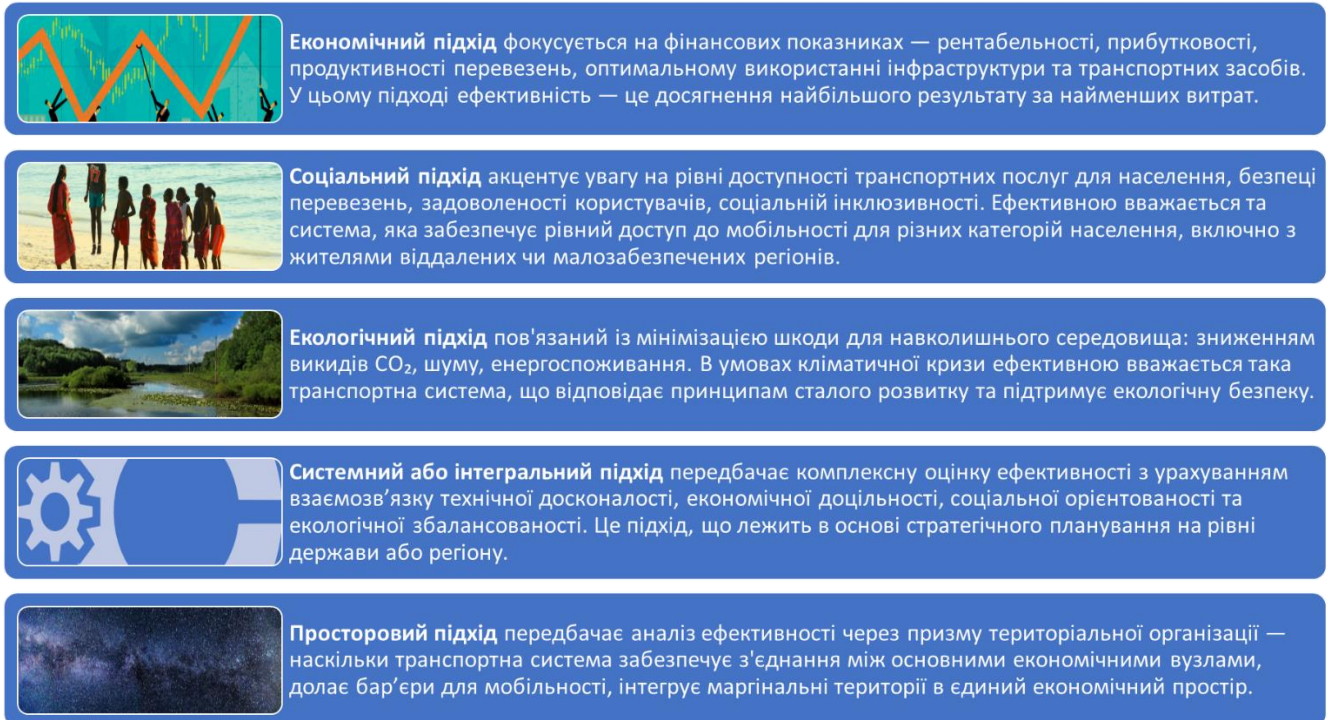 Економічний підхід фокусується на фінансових показниках — рентабельності, прибутковості,
продуктивності перевезень, оптимальному використанні інфраструктури та транспортних засобів.
У цьому підході ефективність — це досягнення найбільшого результату за найменших витрат.
Соціальний підхід акцентує увагу на рівні доступності транспортних послуг для населення, безпеці
перевезень, задоволеності користувачів, соціальній інклюзивності. Ефективною вважається та
система, яка забезпечує рівний доступ до мобільності для різних категорій населення, включно з
жителями віддалених чи малозабезпечених регіонів.
Екологічний підхід пов'язаний із мінімізацією шкоди для навколишнього середовища: зниженням
викидів CO₂, шуму, енергоспоживання. В умовах кліматичної кризи ефективною вважається така
транспортна система, що відповідає принципам сталого розвитку та підтримує екологічну безпеку.
Системний або інтегральний підхід передбачає комплексну оцінку ефективності з урахуванням
взаємозв’язку технічної досконалості, економічної доцільності, соціальної орієнтованості та
екологічної збалансованості. Це підхід, що лежить в основі стратегічного планування на рівні
держави або регіону.
Просторовий підхід передбачає аналіз ефективності через призму територіальної організації —
наскільки транспортна система забезпечує з'єднання між основними економічними вузлами,
долає бар’єри для мобільності, інтегрує маргінальні території в єдиний економічний простір.